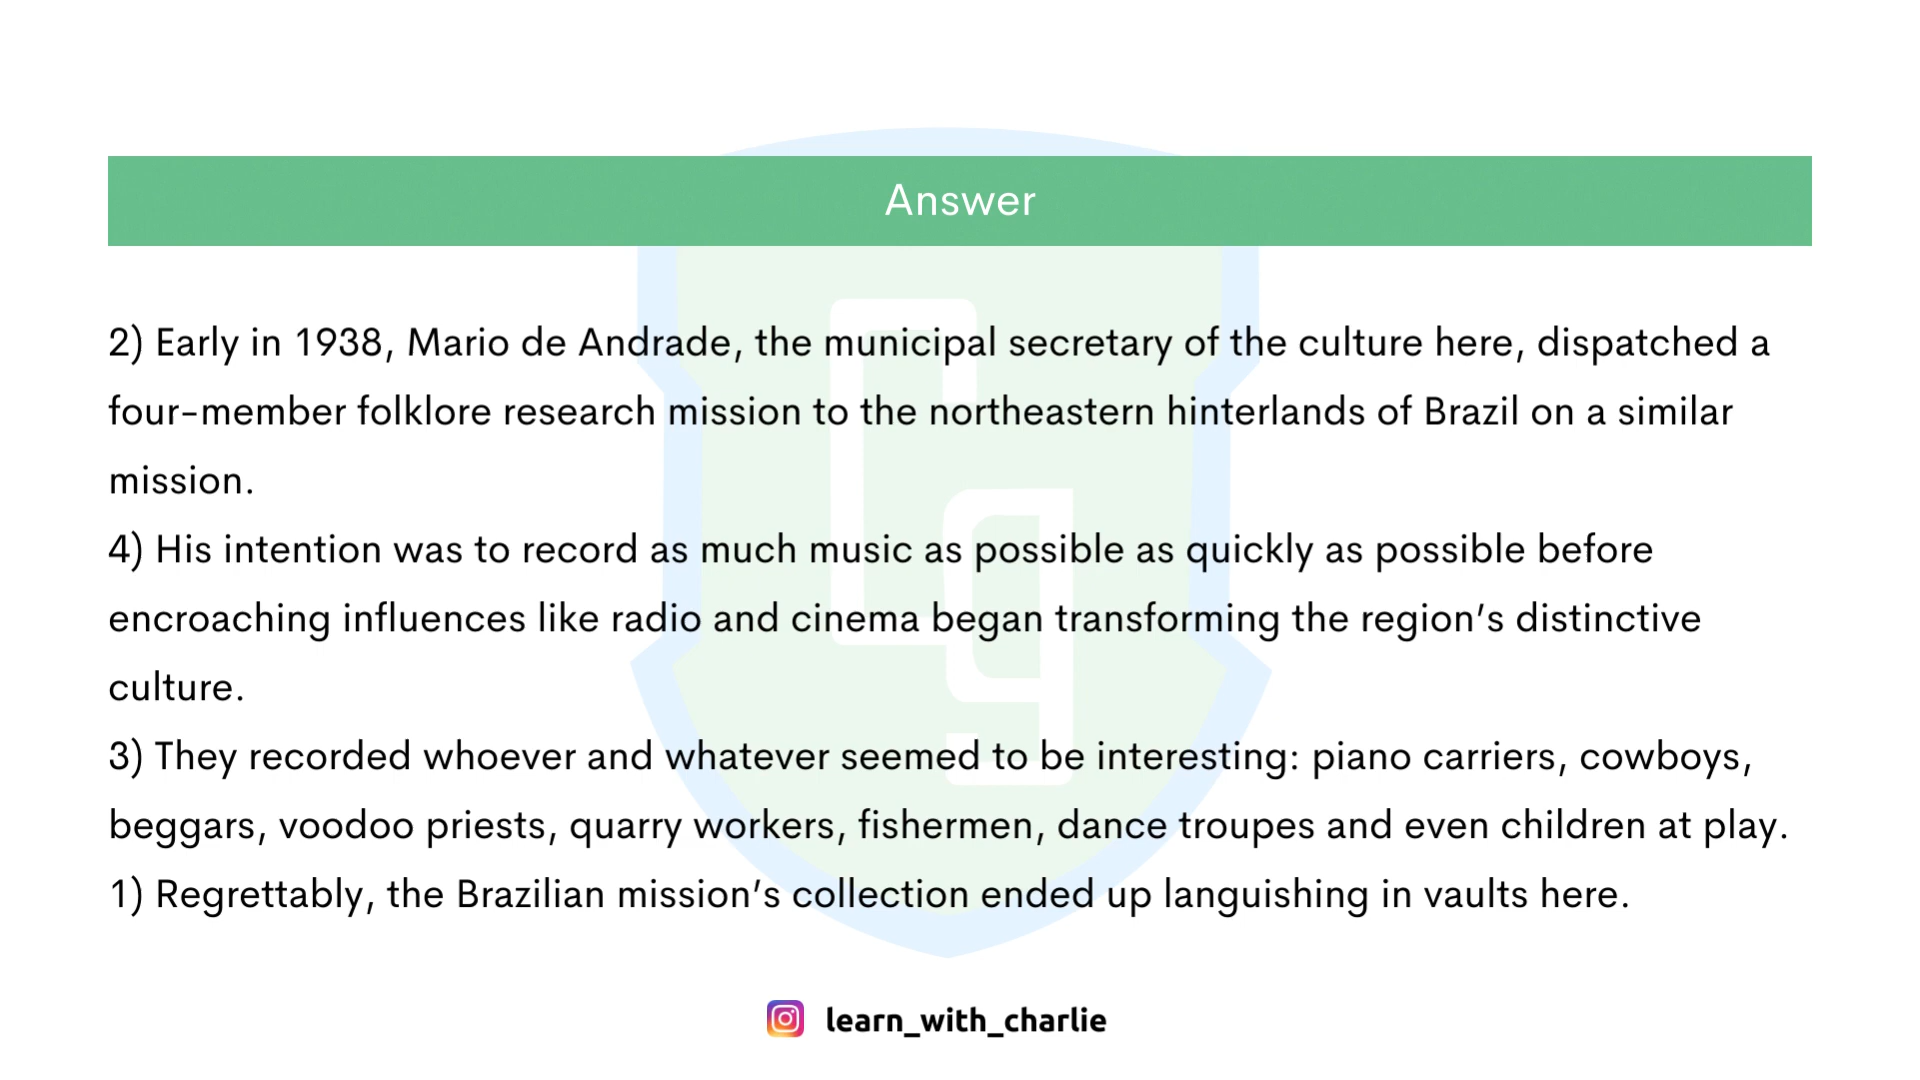 Answer
2) Early in 1938, Mario de Andrade, the municipal secretary of the culture here, dispatched a
four-member folklore research mission to the northeastern hinterlands of Brazil on a similar
mission.
4) His intention was to record as much music as possible as quickly as possible before
encroaching influences like radio and cinema began transforming the region's distinctive
culture.
3) They recorded whoever and whatever seemed to be interesting: piano carriers, cowboys,
beggars, voodoo priests, quarry workers, fishermen, dance troupes and even children at play.
1) Regrettably, the Brazilian mission's collection ended up languishing in vaults here.
learn_with_charlie